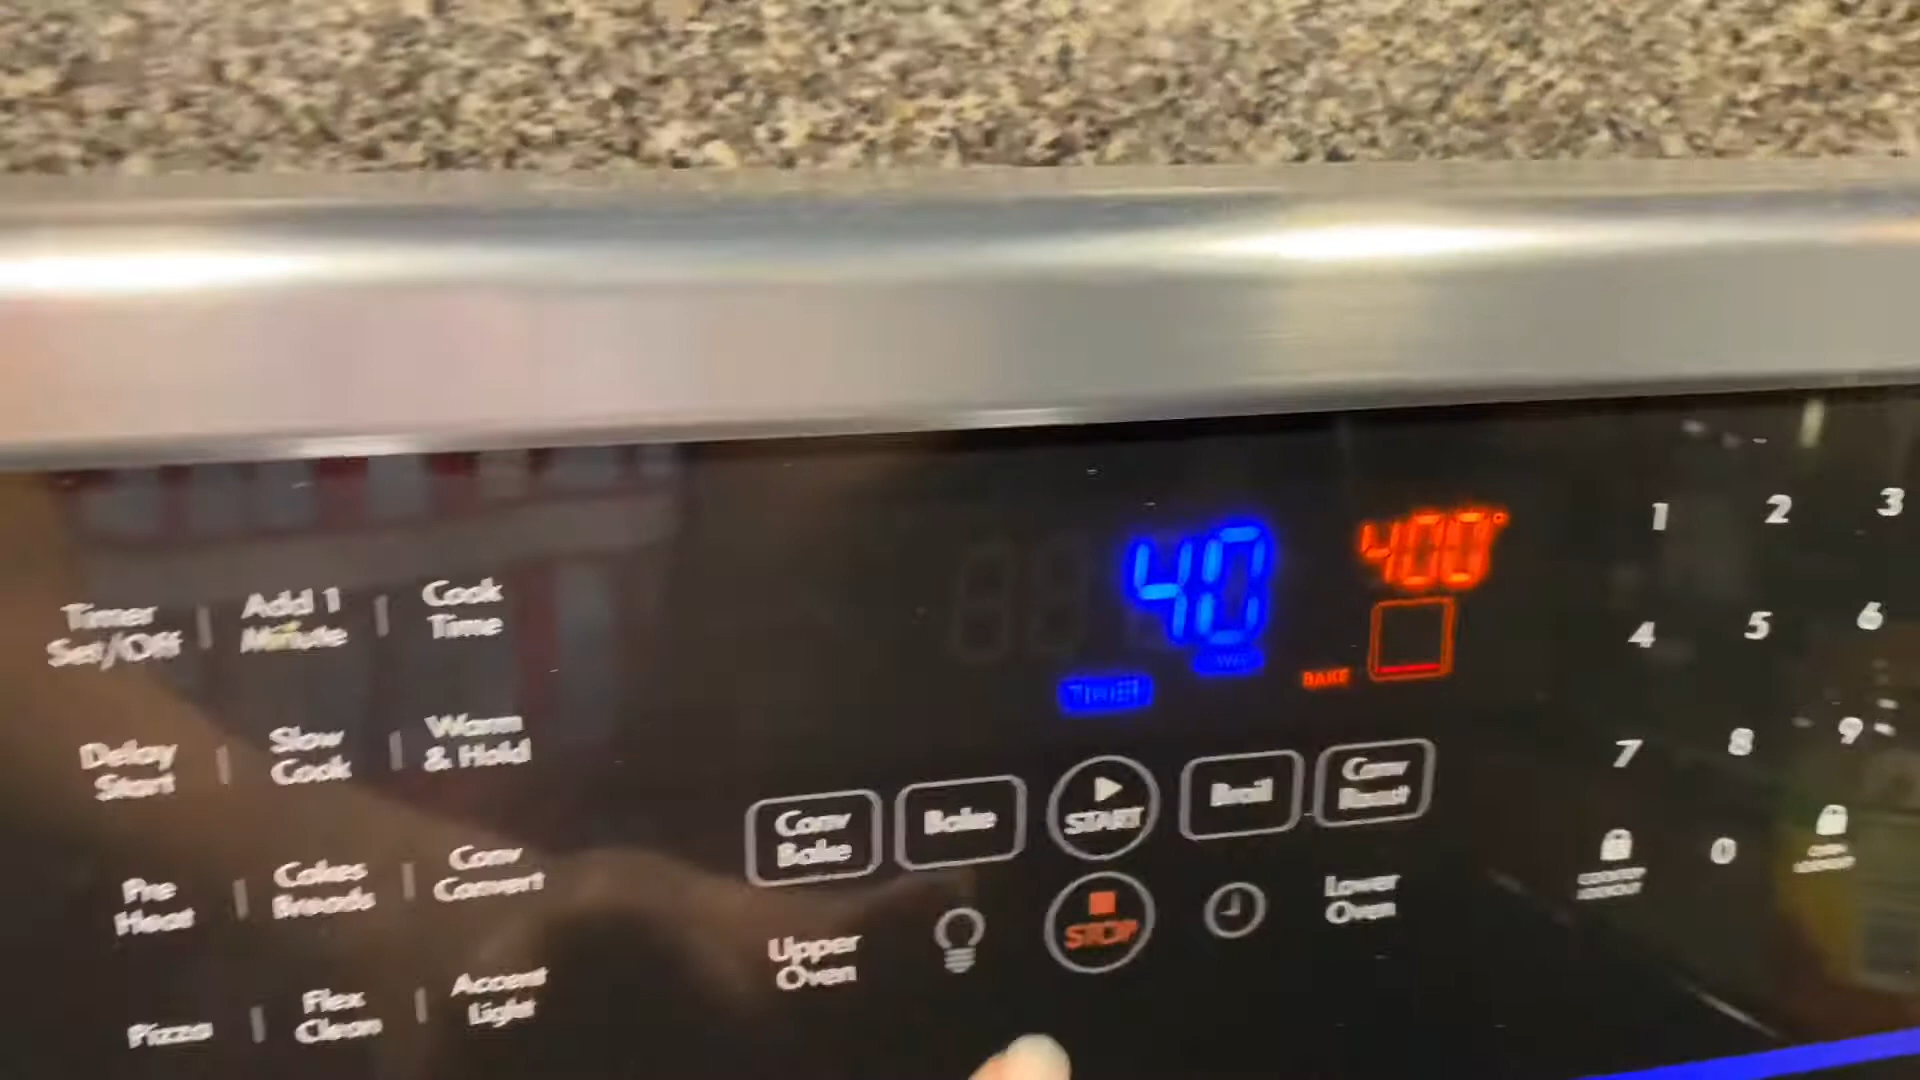 40
400°
TIMER
BAKE
1 2 3
4 5 6
7 8 9
0
Timer
Set/Off
Add 1
Minute
Cook
Time
Delay
Start
Slow
Cook
Warm
& Hold
Pre
Heat
Cakes
Breads
Conv
Convert
Pizza
Flex
Clean
Accent
Light
Conv
Bake
Bake
START
Broil
Conv
Roast
Upper
Oven
STOP
Lower
Oven